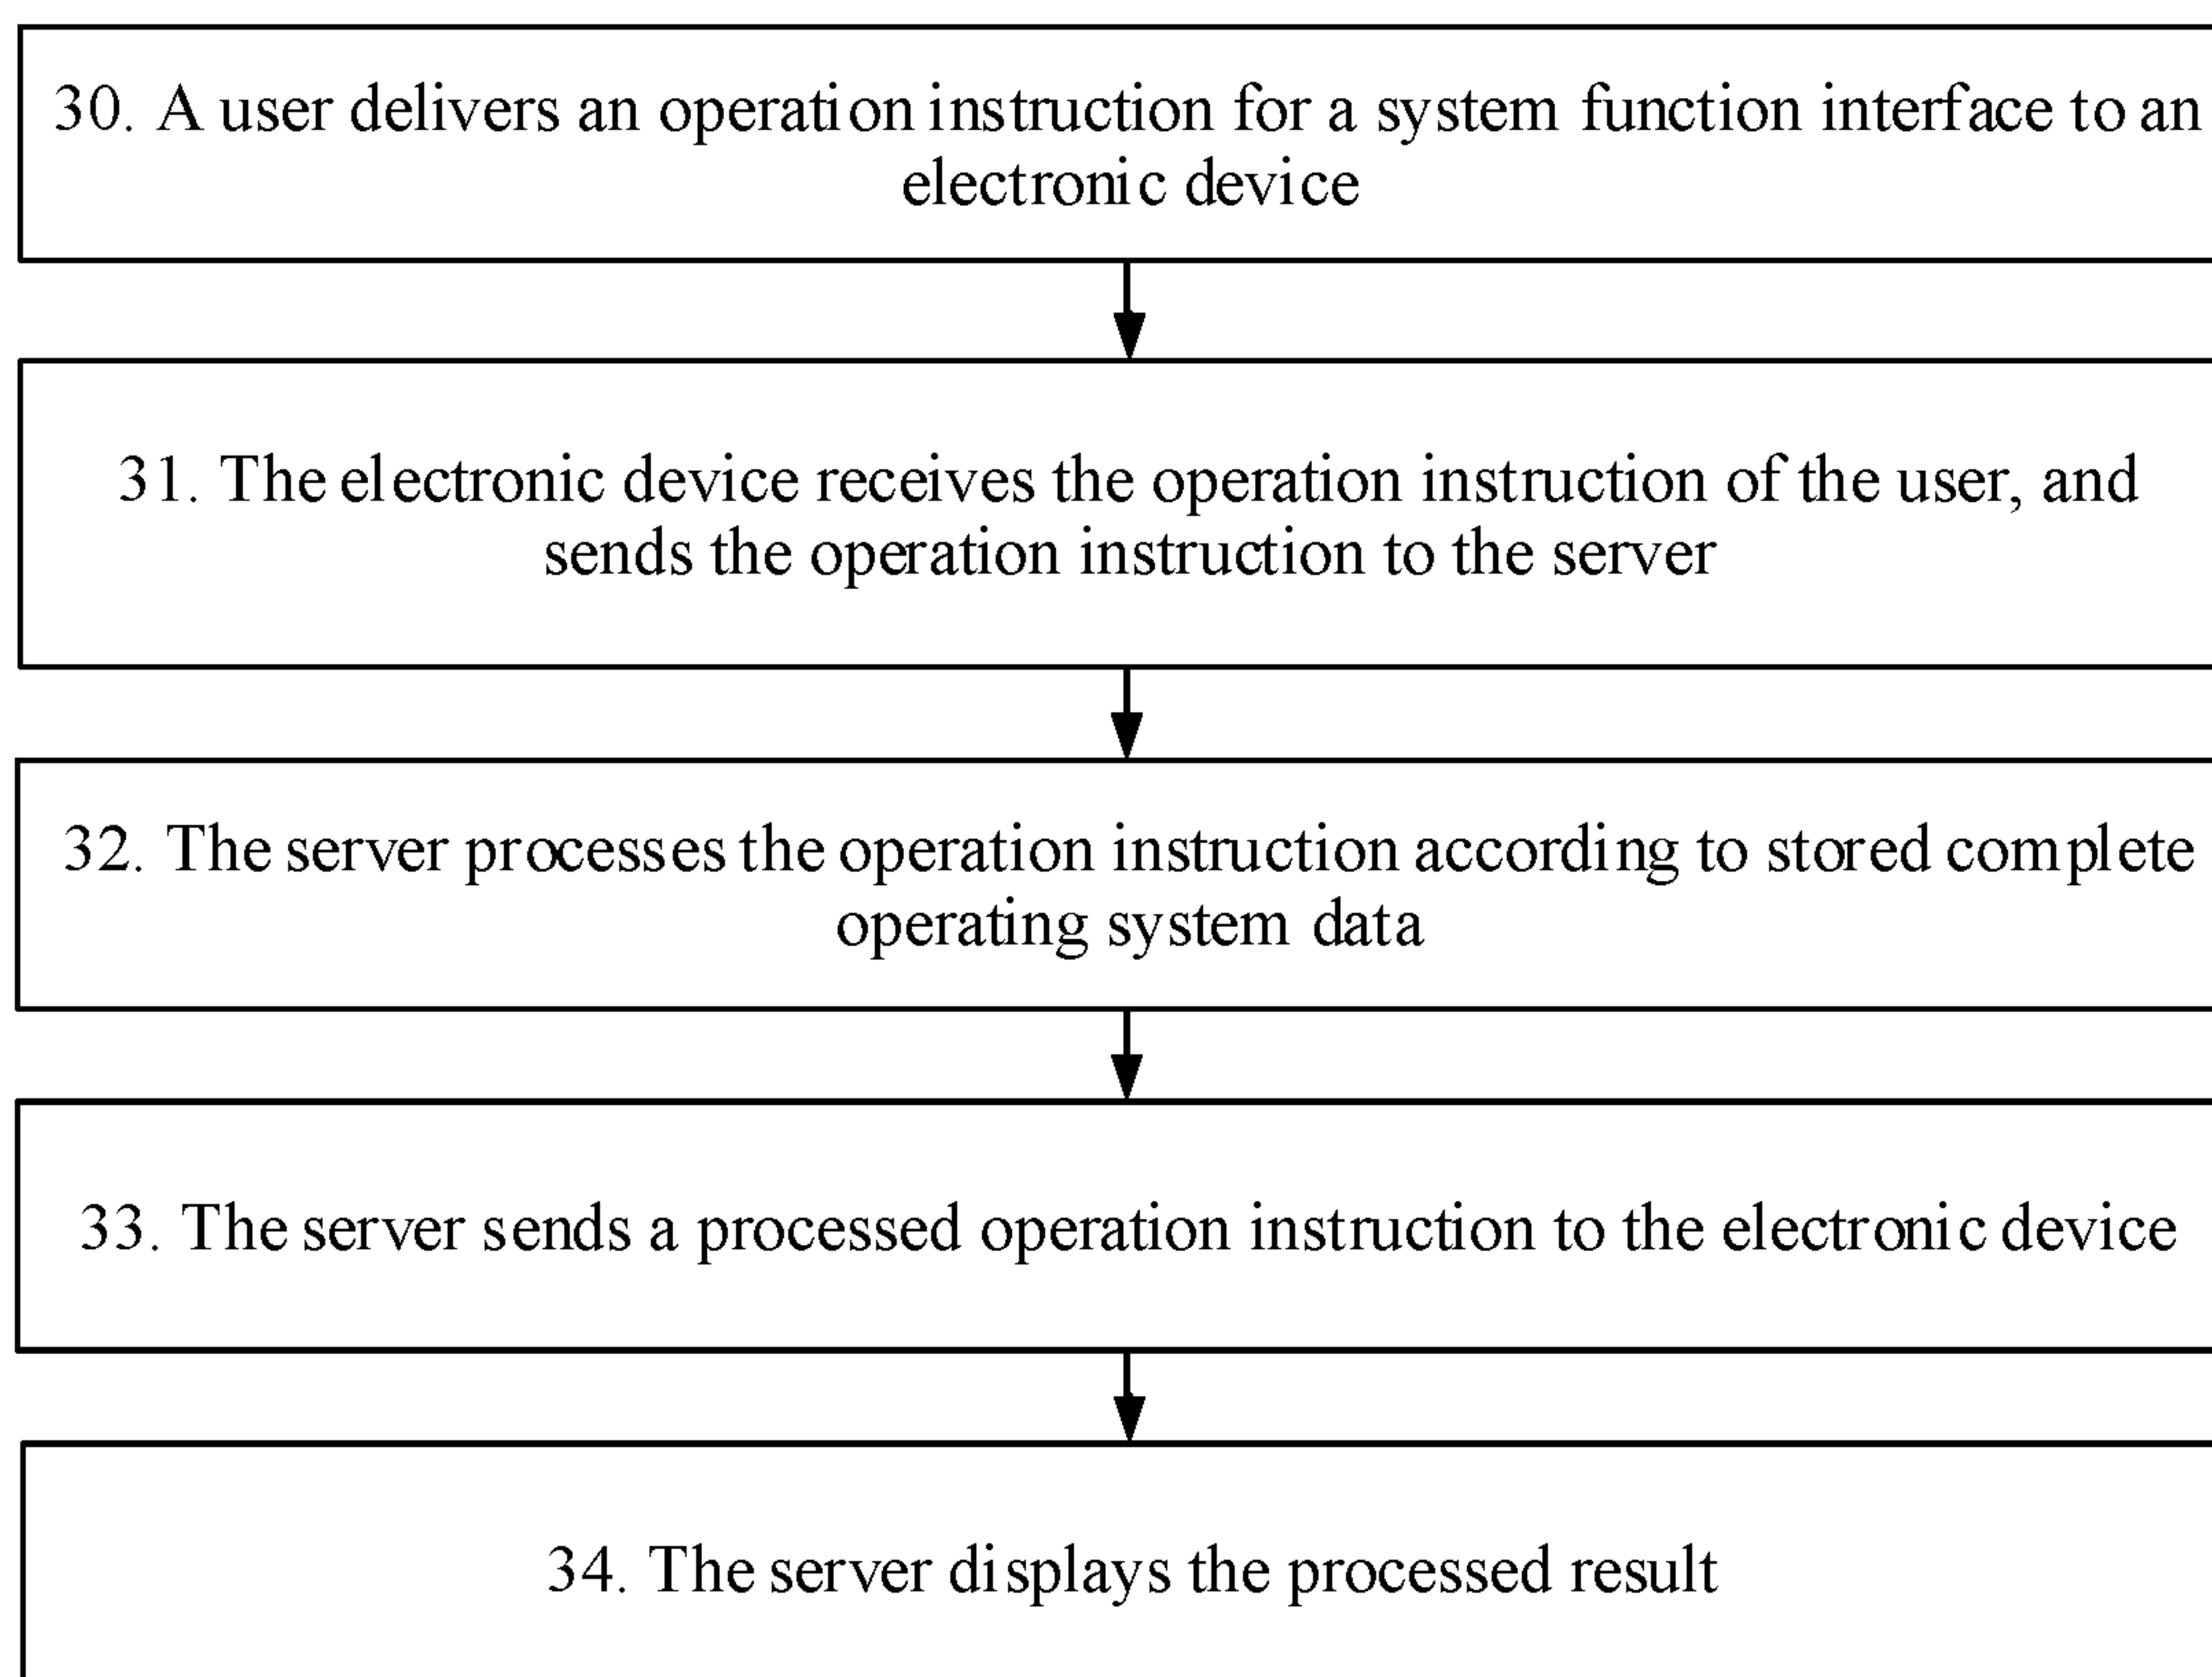 30. A user delivers an operation instruction for a system function interface to an
electronic device
31. The electronic device receives the operation instruction of the user, and
sends the operation instruction to the server
32. The server processes the operation instruction according to stored complete
operating system data
33. The server sends a processed operation instruction to the electronic device
34. The server displays the processed result